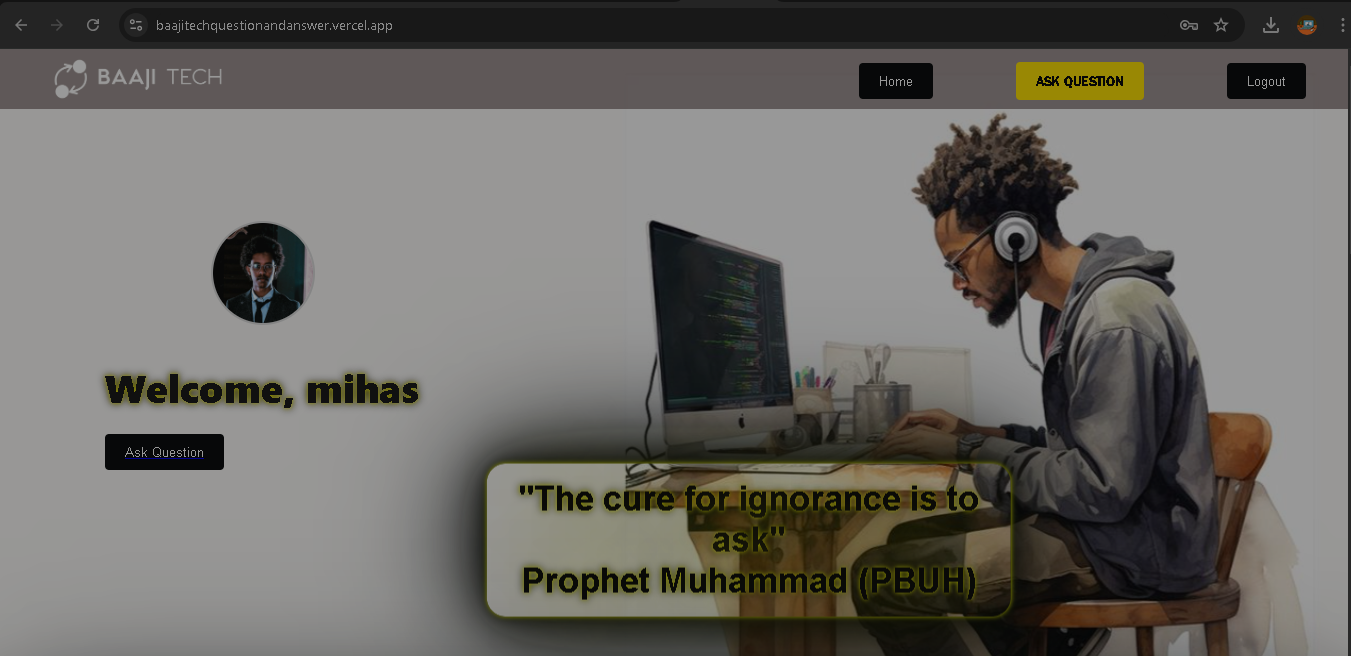 baajitechquestionandanswer.vercel.app
BAAJI TECH
Home
ASK QUESTION
Logout
Welcome, mihas
Ask Question
"The cure for ignorance is to
ask"
Prophet Muhammad (PBUH)